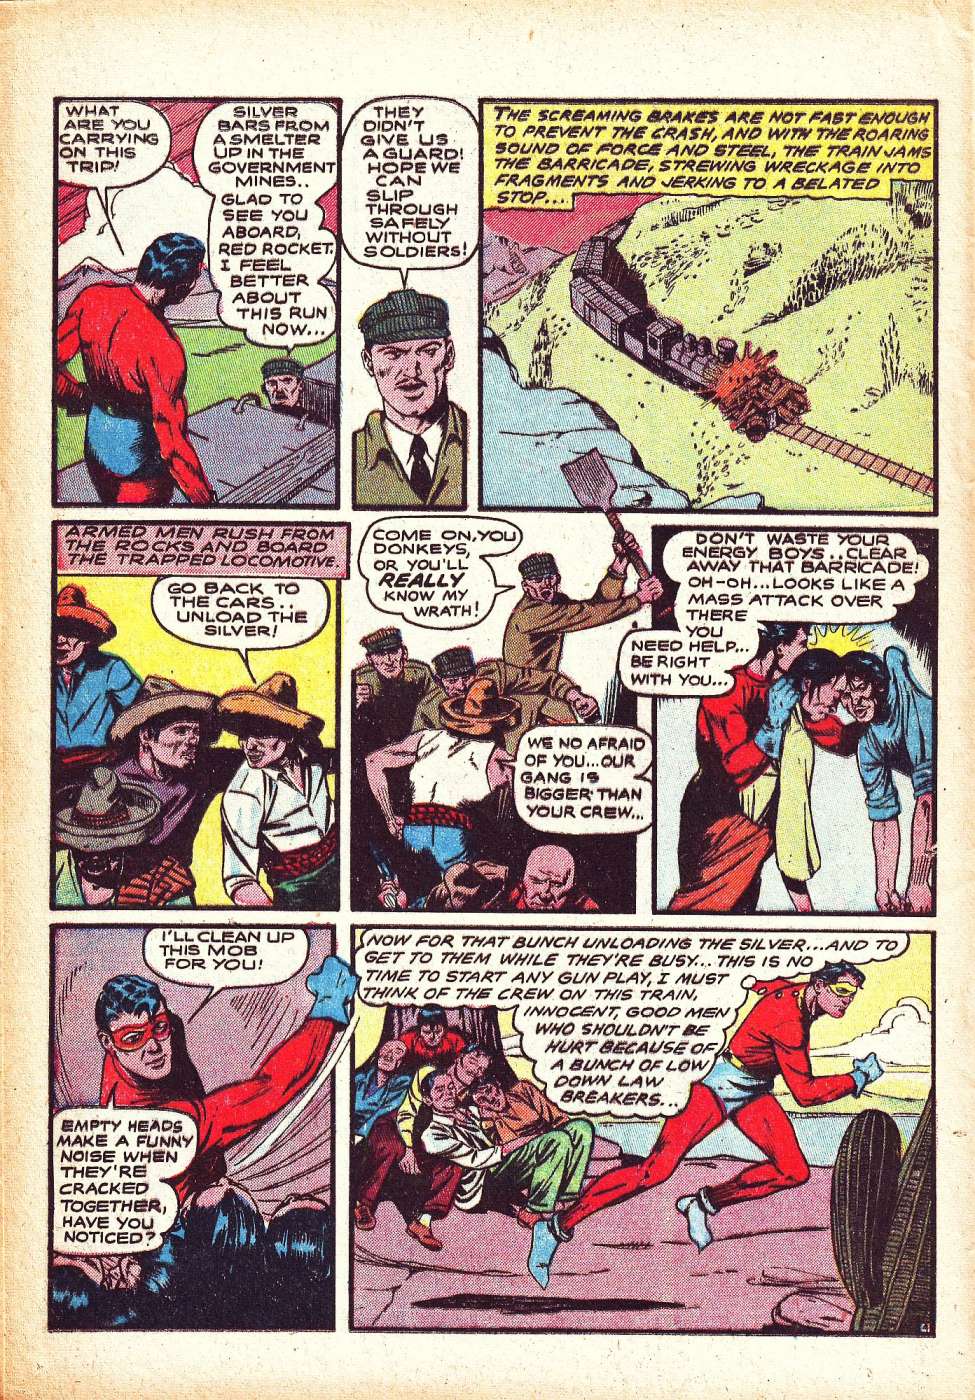 WHAT
ARE YOU
CARRYING
ON THIS
TRIP!
SILVER
BARS FROM
A SMELTER
UP IN THE
GOVERNMENT
MINES..
GLAD TO
SEE YOU
ABOARD,
RED ROCKET.
I FEEL
BETTER
ABOUT
THIS RUN
NOW...
THEY
DIDN'T
GIVE US
A GUARD!
HOPE WE
CAN
SLIP
THROUGH
SAFELY
WITHOUT
SOLDIERS!
THE SCREAMING BRAKES ARE NOT FAST ENOUGH
TO PREVENT THE CRASH, AND WITH THE ROARING
SOUND OF FORCE AND STEEL, THE TRAIN JAMS
THE BARRICADE, STREWING WRECKAGE INTO
FRAGMENTS AND JERKING TO A BELATED
STOP...
ARMED MEN RUSH FROM
THE ROCKS AND BOARD
THE TRAPPED LOCOMOTIVE.
GO BACK TO
THE CARS..
UNLOAD THE
SILVER!
COME ON, YOU
DONKEYS,
OR YOU'LL
REALLY
KNOW MY
WRATH!
WE NO AFRAID
OF YOU...OUR
GANG IS
BIGGER THAN
YOUR CREW...
DON'T WASTE YOUR
ENERGY BOYS..CLEAR
AWAY THAT BARRICADE!
OH-OH...LOOKS LIKE A
MASS ATTACK OVER
THERE
YOU
NEED HELP...
BE RIGHT
WITH YOU...
I'LL CLEAN UP
THIS MOB
FOR YOU!
EMPTY HEADS
MAKE A FUNNY
NOISE WHEN
THEY'RE
CRACKED
TOGETHER,
HAVE YOU
NOTICED?
NOW FOR THAT BUNCH UNLOADING THE SILVER...AND TO
GET TO THEM WHILE THEY'RE BUSY...THIS IS NO
TIME TO START ANY GUN PLAY, I MUST
THINK OF THE CREW ON THIS TRAIN,
INNOCENT, GOOD MEN
WHO SHOULDN'T BE
HURT BECAUSE OF
A BUNCH OF LOW
DOWN LAW
BREAKERS...